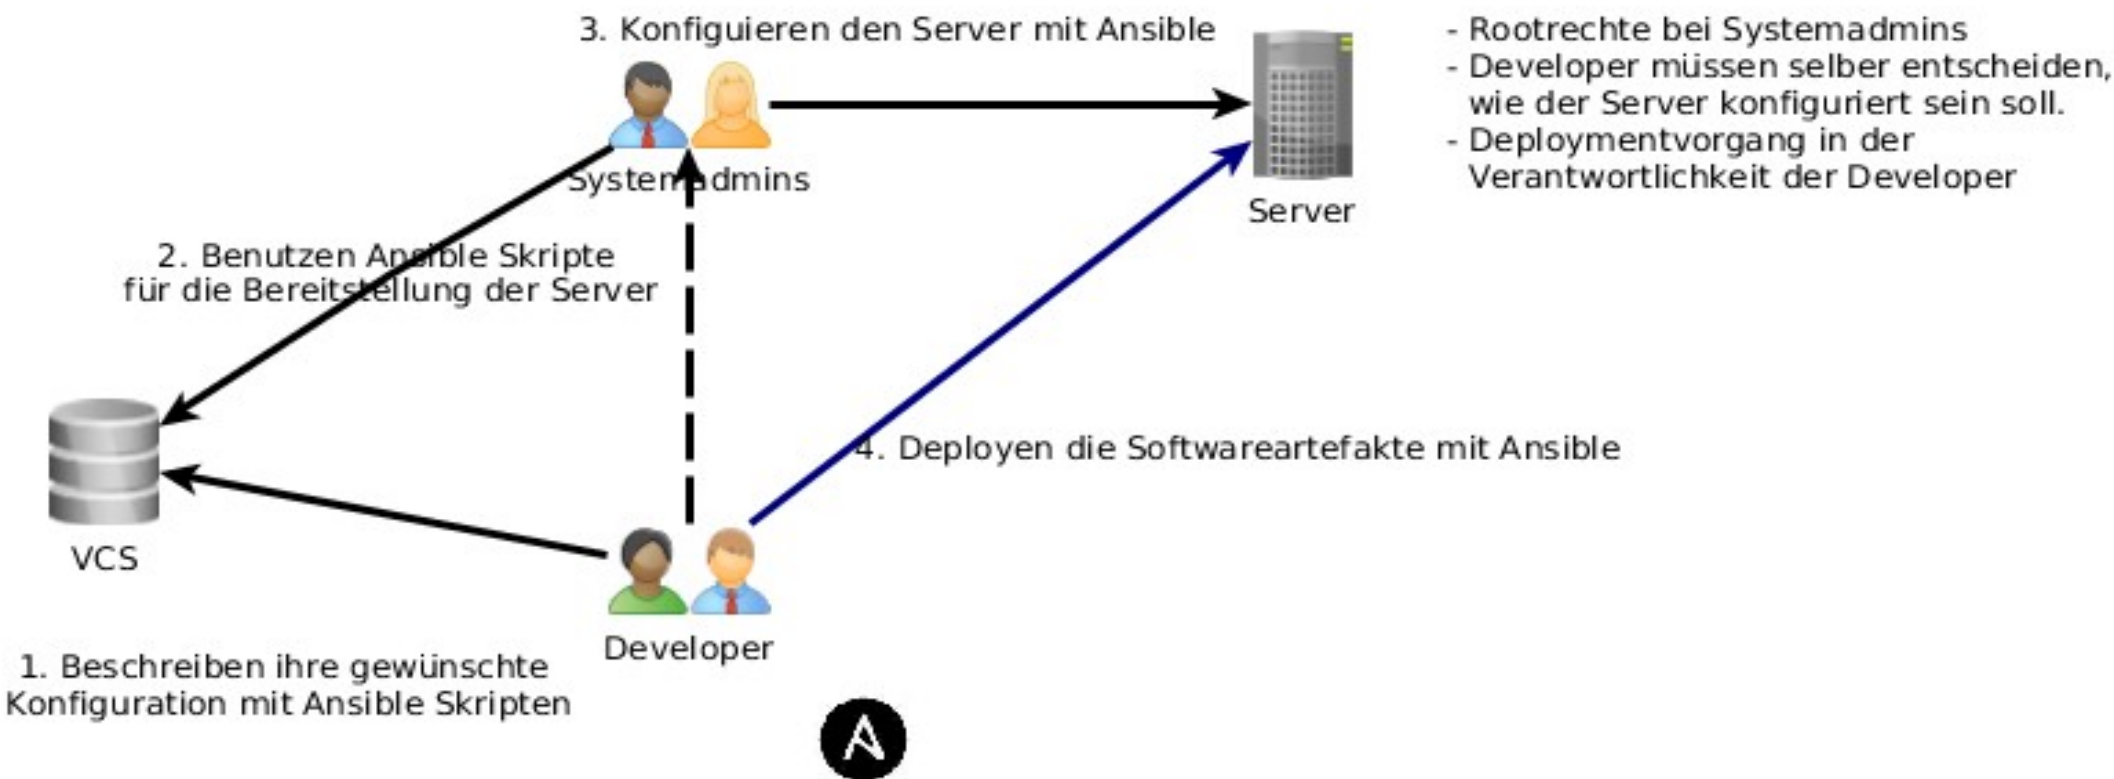 3. Konfiguieren den Server mit Ansible
- Rootrechte bei Systemadmins
- Developer müssen selber entscheiden,
wie der Server konfiguriert sein soll.
- Deploymentvorgang in der
Verantwortlichkeit der Developer
Systemadmins
Server
2. Benutzen Ansible Skripte
für die Bereitstellung der Server
4. Deployen die Softwareartefakte mit Ansible
VCS
Developer
1. Beschreiben ihre gewünschte
Konfiguration mit Ansible Skripten
A